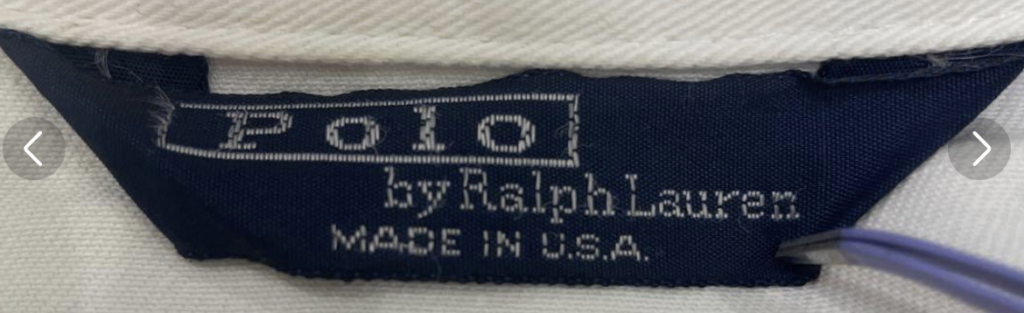 Polo
by Ralph Lauren
MADE IN U.S.A.